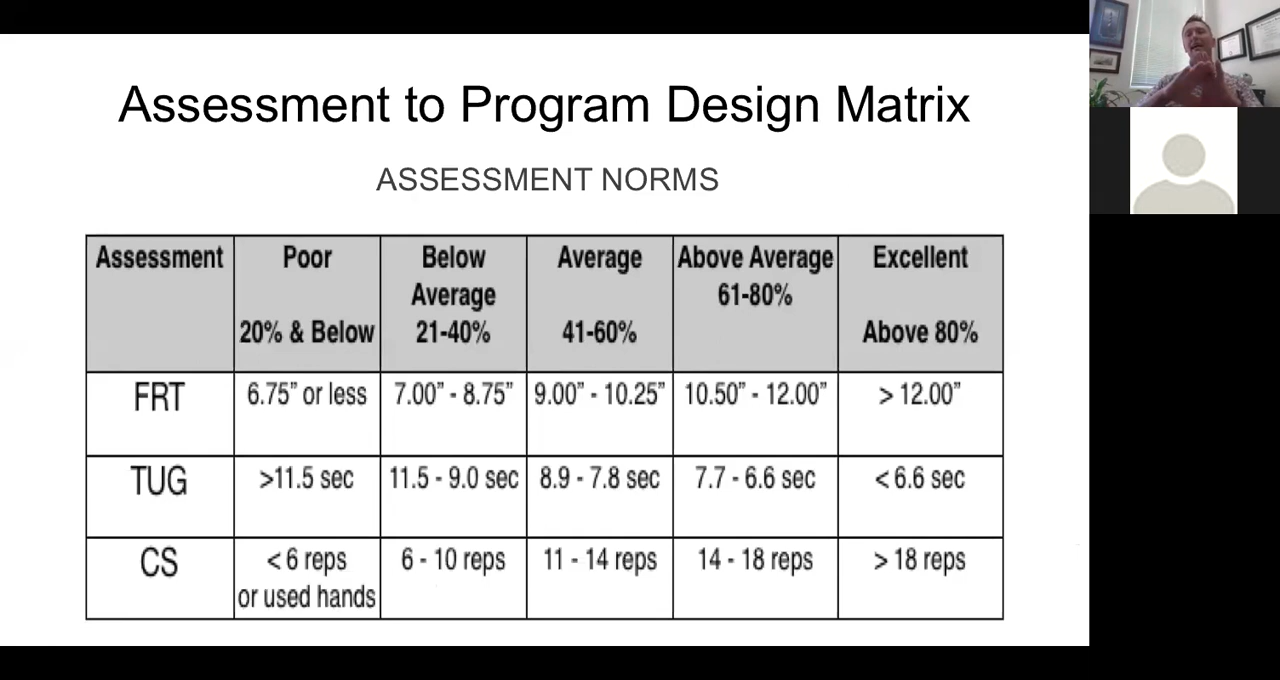 Assessment to Program Design Matrix
ASSESSMENT NORMS
Assessment Poor Below Average Above Average Excellent
Average 61-80%
20% & Below 21-40% 41-60% Above 80%
FRT 6.75” or less 7.00” - 8.75” 9.00” - 10.25” 10.50” - 12.00” > 12.00”
TUG >11.5 sec 11.5 - 9.0 sec 8.9 - 7.8 sec 7.7 - 6.6 sec < 6.6 sec
CS < 6 reps 6 - 10 reps 11 - 14 reps 14 - 18 reps > 18 reps
or used hands